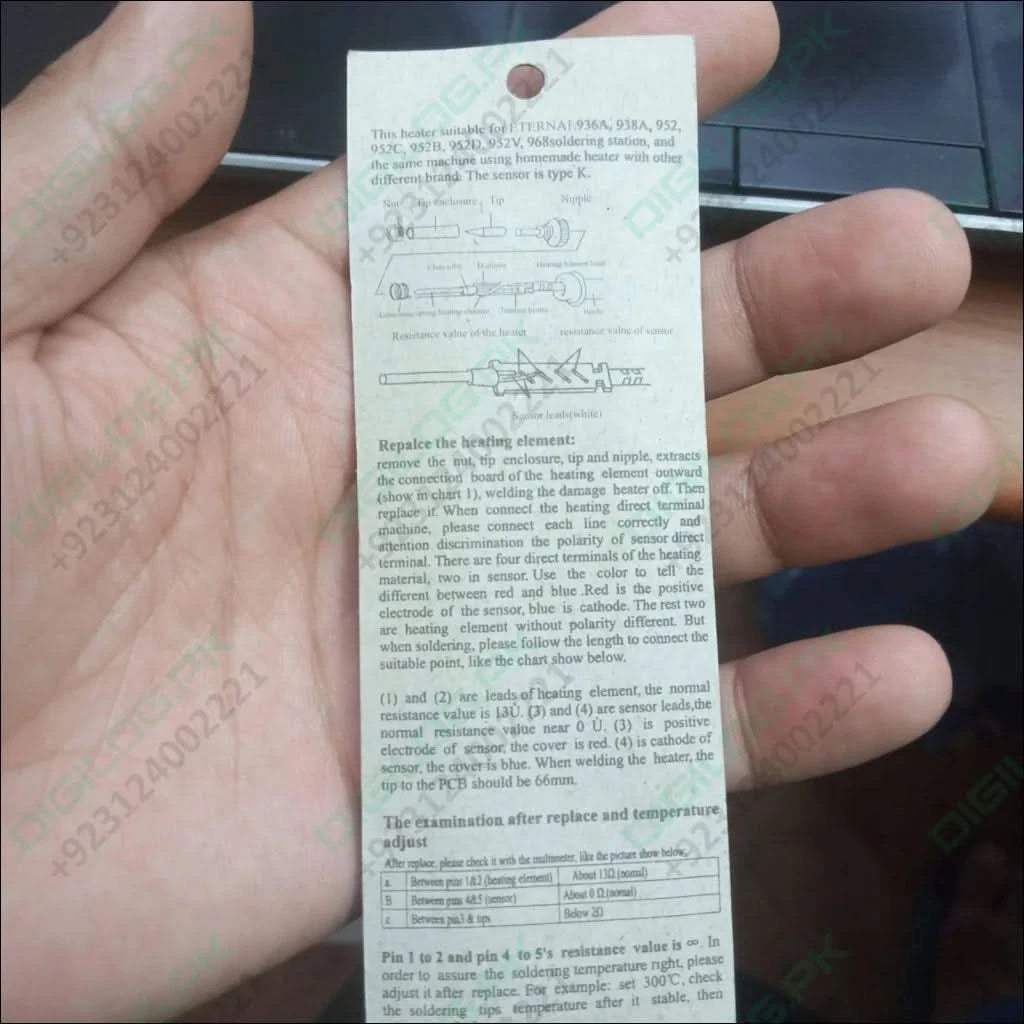 This heater suitable for ETERNAL936A, 938A, 952,
952C, 952B, 952D, 952V, 968soldering station, and
the same machine using homemade heater with other
different brand. The sensor is type K.
Nut Tip enclosure Tip Nipple
Resistance value of the heater resistance value of sensor
Sensor leads(white)
Repalce the heating element:
remove the nut, tip enclosure, tip and nipple, extracts
the connection board of the heating element outward
(show in chart 1), welding the damage heater off. Then
replace it. When connect the heating direct terminal
machine, please connect each line correctly and
attention discrimination the polarity of sensor direct
terminal. There are four direct terminals of the heating
material, two in sensor. Use the color to tell the
different between red and blue .Red is the positive
electrode of the sensor, blue is cathode. The rest two
are heating element without polarity different. But
when soldering, please follow the length to connect the
suitable point, like the chart show below.
(1) and (2) are leads of heating element, the normal
resistance value is 13Ù. (3) and (4) are sensor leads,the
normal resistance value near 0 Ù. (3) is positive
electrode of sensor, the cover is red. (4) is cathode of
sensor, the cover is blue. When welding the heater, the
tip to the PCB should be 66mm.
The examination after replace and temperature
adjust
After replace, please check it with the multimeter, like the picture show below,
a. Between pins 1&2 (heating element) About 13Ω (normal)
B Between pins 4&5 (sensor) About 0 Ω (normal)
c Between pin3 & tips Below 2Ω
Pin 1 to 2 and pin 4 to 5's resistance value is ∞. In
order to assure the soldering temperature right, please
adjust it after replace. For example: set 300℃, check
the soldering tips temperature after it stable, then
DIGILOG.PK
+923124002221